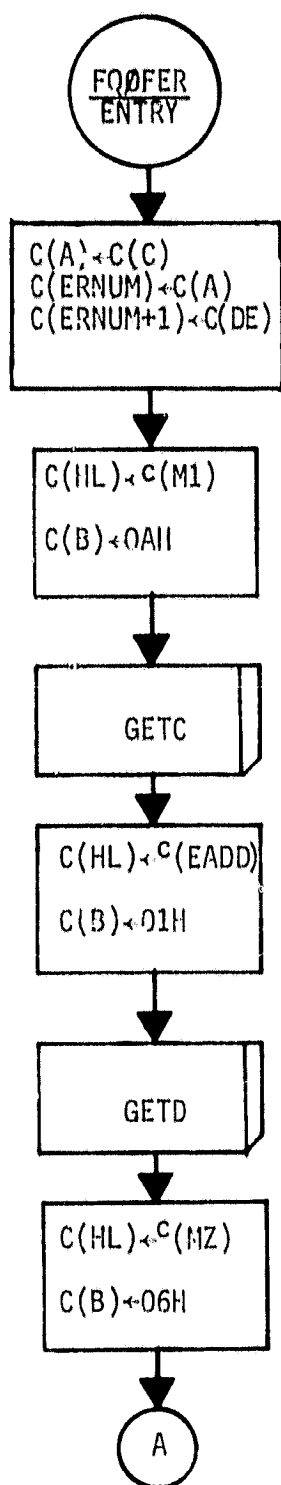 FQØFER
ENTRY
C(A)←C(C)
C(ERNUM)←C(A)
C(ERNUM+1)←C(DE)
C(HL)←C(M1)
C(B)←0AH
GETC
C(HL)←C(EADD)
C(B)←01H
GETD
C(HL)←C(MZ)
C(B)←06H
A